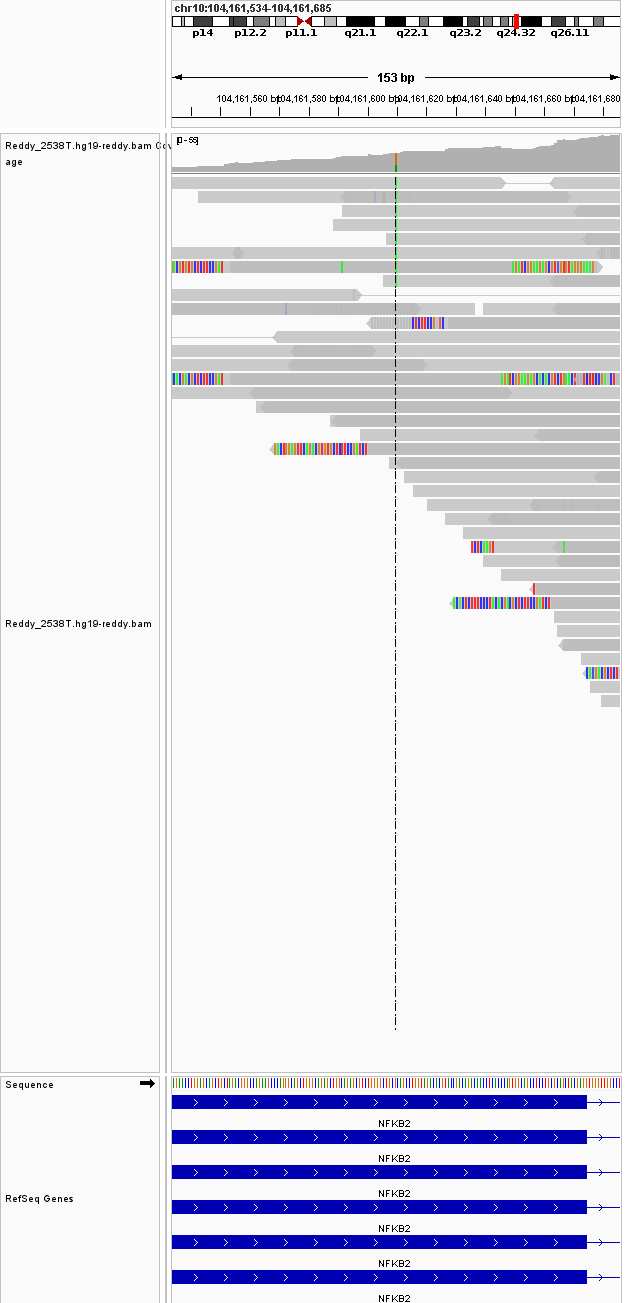 chr10:104,161,534-104,161,685
p14 p12.2 p11.1 q21.1 q22.1 q23.2 q24.32 q26.11
153 bp
104,161,560 bp 104,161,580 bp 104,161,600 bp 104,161,620 bp 104,161,640 bp 104,161,660 bp 104,161,680
Reddy_2538T.hg19-reddy.bam Cov
age
Reddy_2538T.hg19-reddy.bam
Sequence
NFKB2
NFKB2
NFKB2
RefSeq Genes
NFKB2
NFKB2
NFKB2